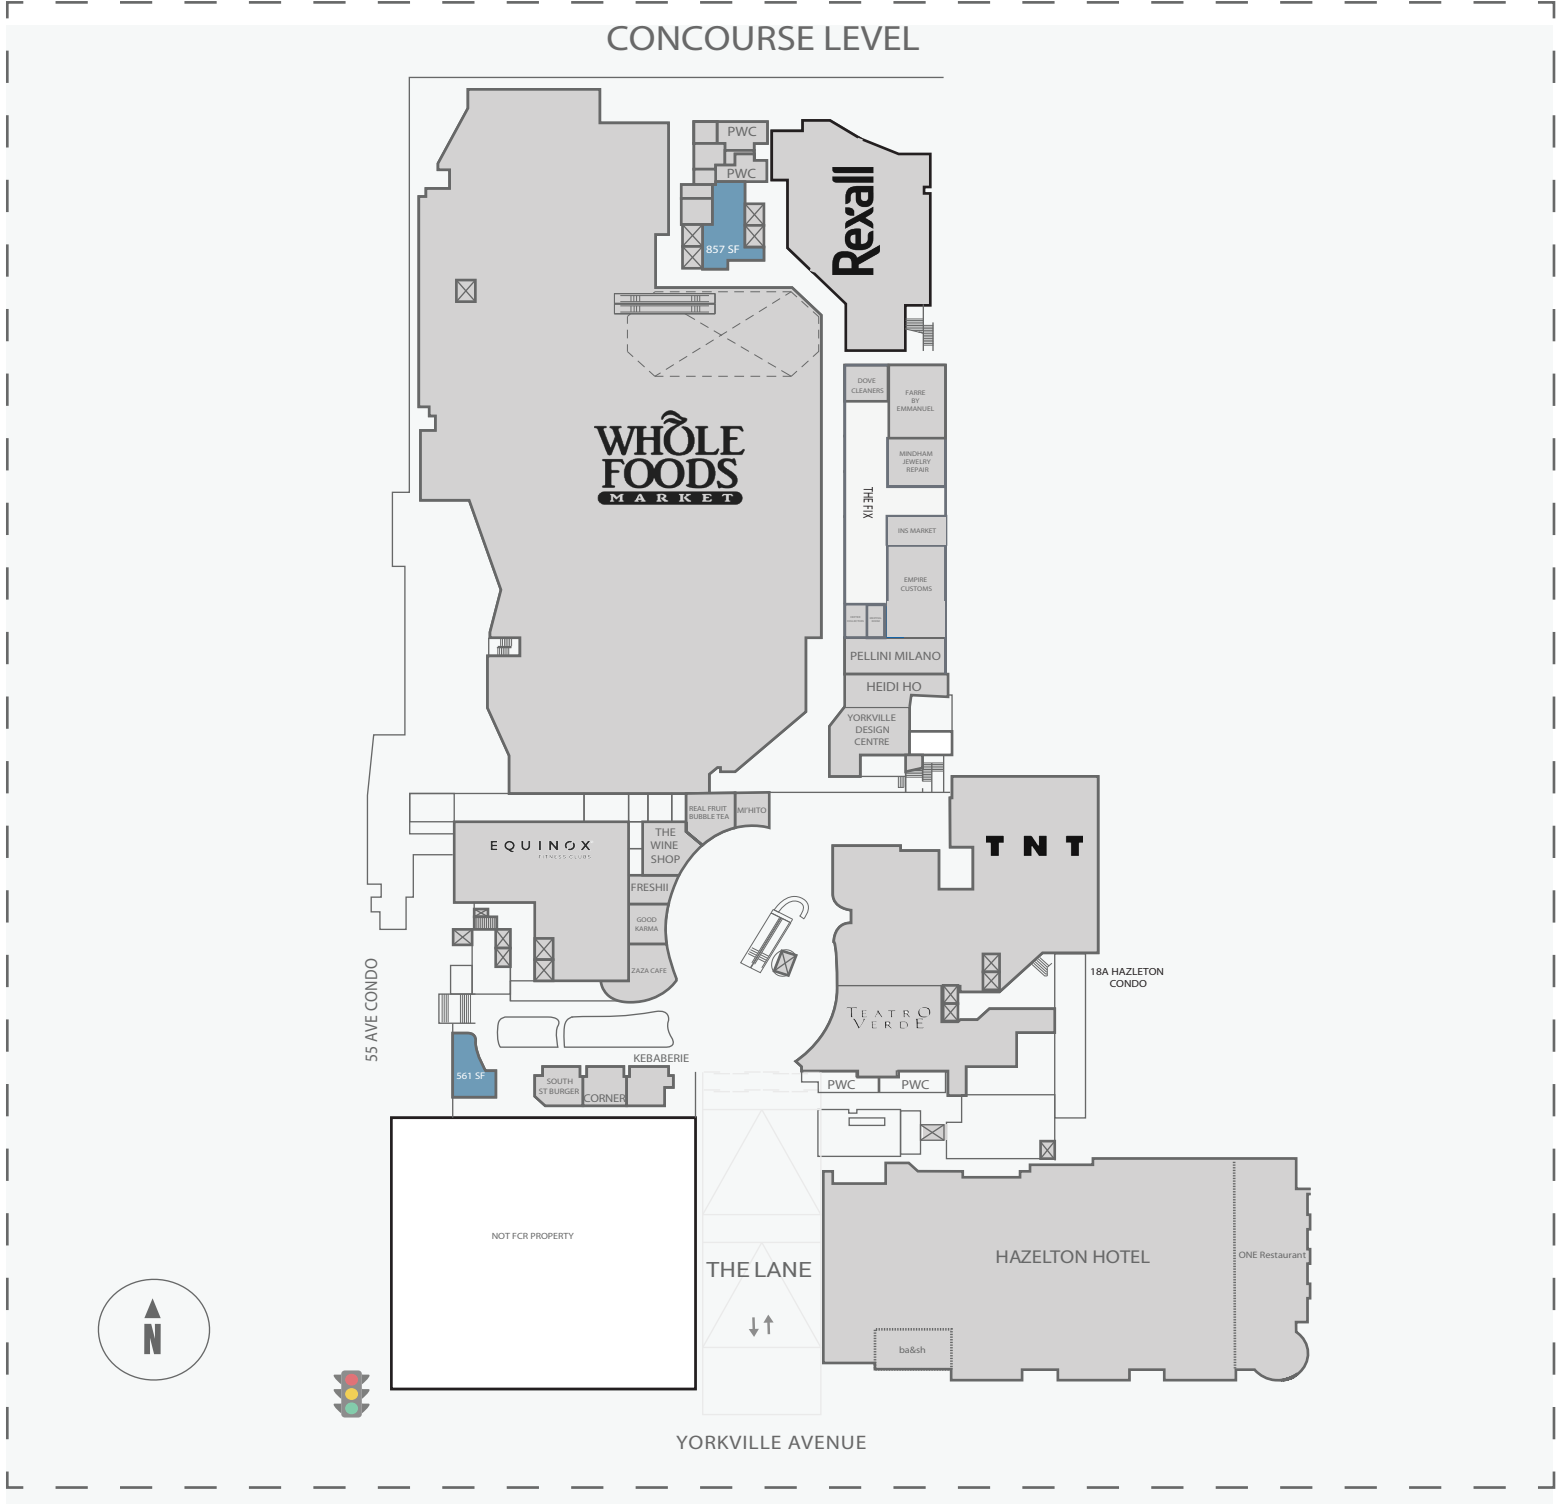 CONCOURSE LEVEL
PWC
PWC
Rexall
857 SF
WHOLE
FOODS
MARKET
DOVE
CLEANERS
FARRE
BY
EMMANUEL
MINDHAM
JEWELRY
REPAIR
THE FIX
INS MARKET
EMPIRE
CUSTOMS
PELLINI MILANO
HEIDI HO
YORKVILLE
DESIGN
CENTRE
REAL FRUIT
BUBBLE TEA
MI'HITO
THE
WINE
SHOP
EQUINOX
FITNESS CLUBS
TNT
FRESHII
GOOD
KARMA
ZAZA CAFE
18A HAZLETON
CONDO
55 AVE CONDO
TEATRO
VERDE
KEBABERIE
561 SF
SOUTH
ST BURGER
CORNER
PWC
PWC
NOT FCR PROPERTY
THE LANE
HAZELTON HOTEL
ONE Restaurant
ba&sh
N
YORKVILLE AVENUE